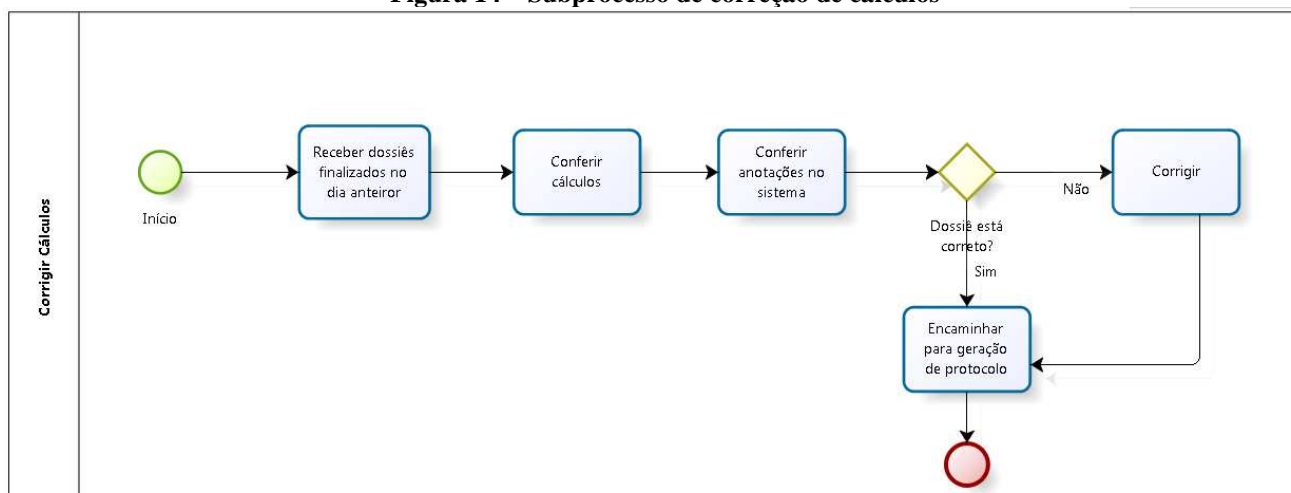 Figura 14 – Subprocesso de correção de cálculos
Corrigir Cálculos
Início
Receber dossiês
finalizados no
dia anteiror
Conferir
cálculos
Conferir
anotações no
sistema
Dossiê está
correto?
Não
Corrigir
Sim
Encaminhar
para geração
de protocolo